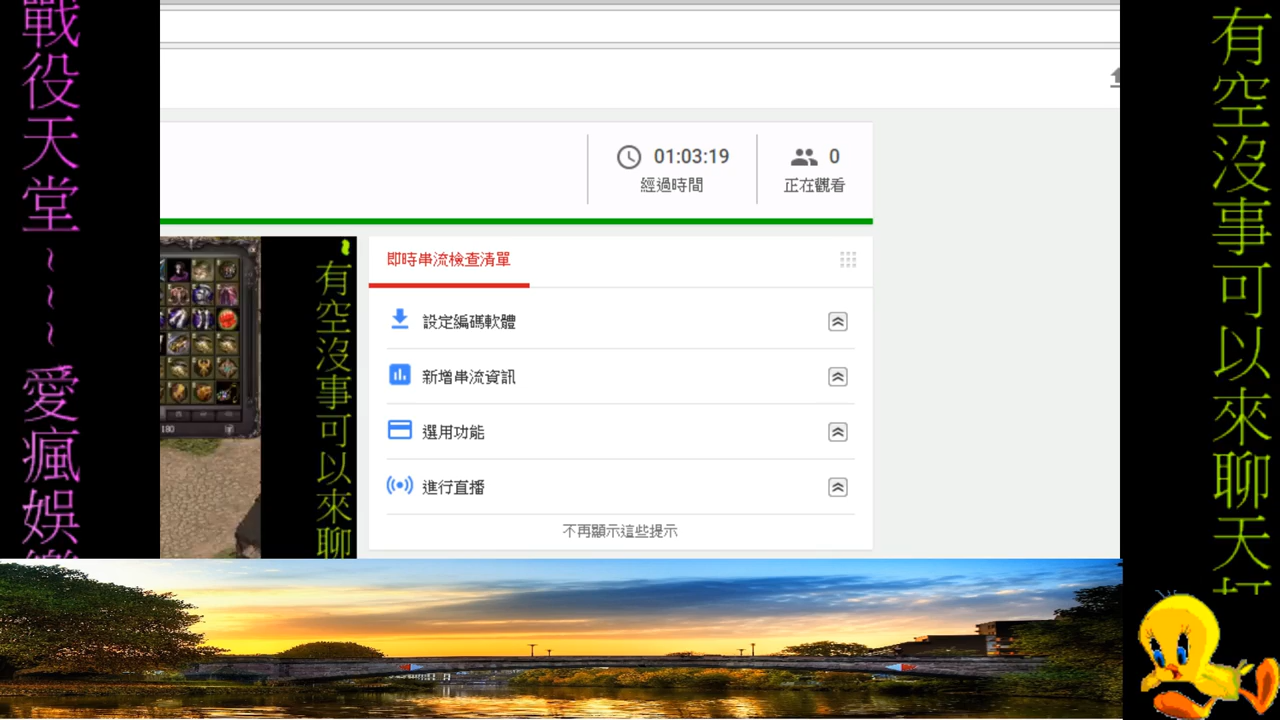 戰役天堂~~~愛瘋娛樂
01:03:19
經過時間
0
正在觀看
即時串流檢查清單
設定編碼軟體
新增串流資訊
選用功能
進行直播
不再顯示這些提示
180
有空沒事可以來聊
有空沒事可以來聊天